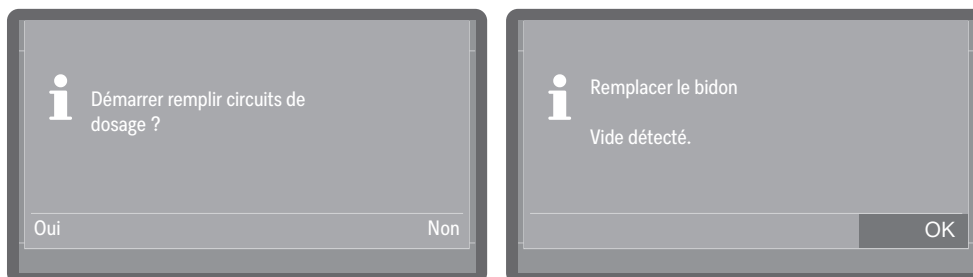 Démarrer remplir circuits de
dosage ?
Oui
Non
Remplacer le bidon
Vide détecté.
OK